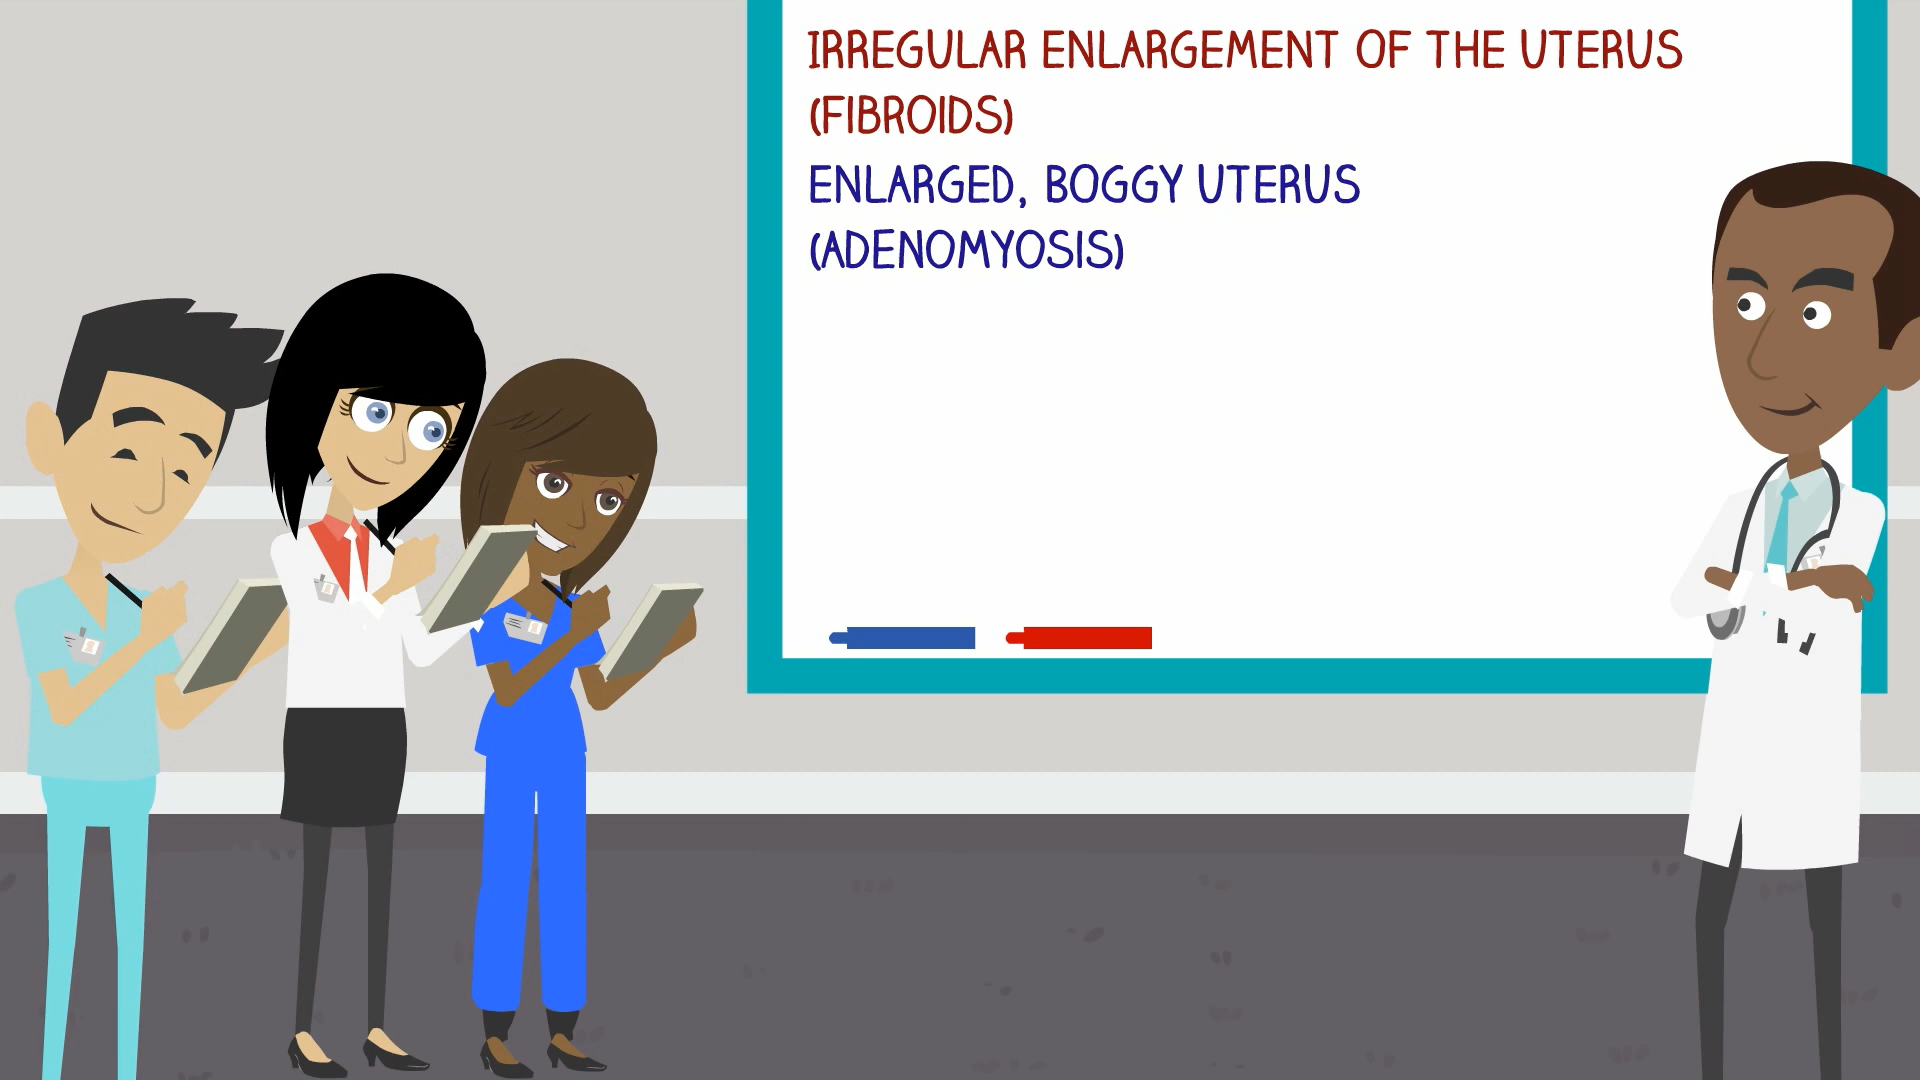 IRREGULAR ENLARGEMENT OF THE UTERUS
(FIBROIDS)
ENLARGED, BOGGY UTERUS
(ADENOMYOSIS)